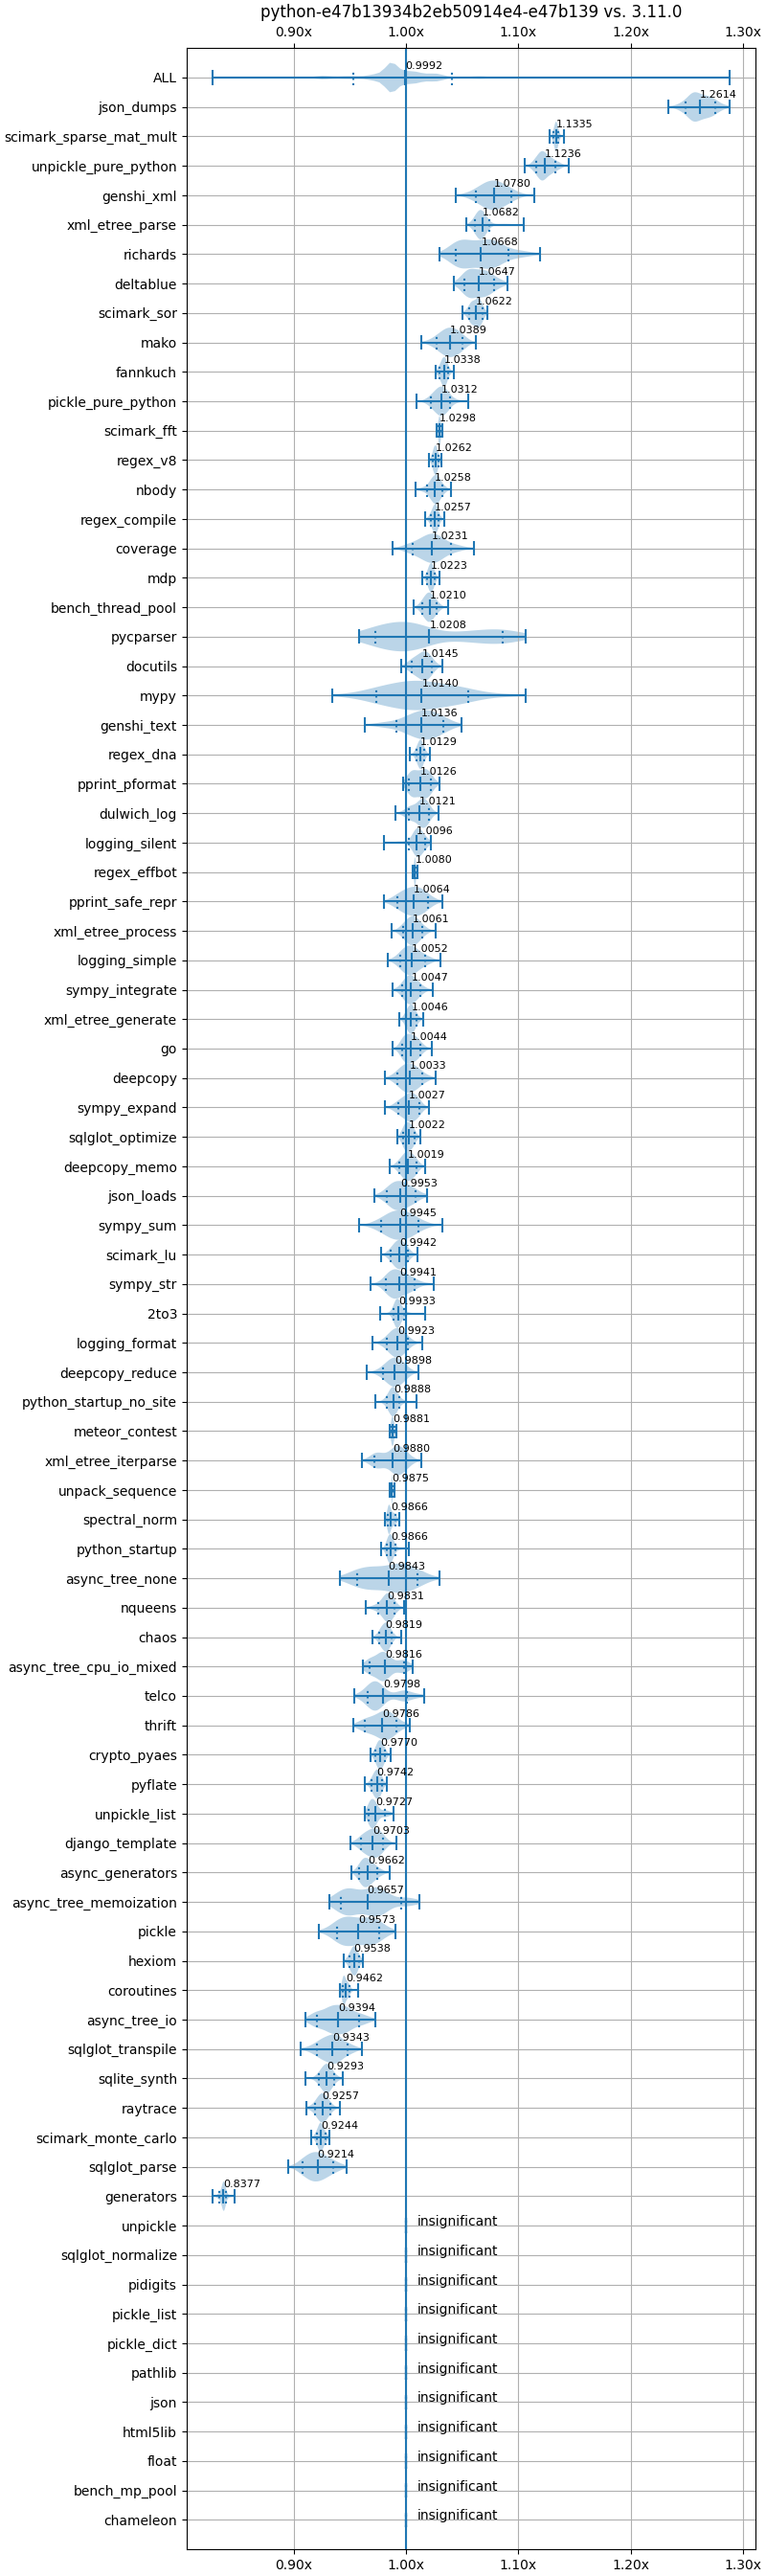 python-e47b13934b2eb50914e4-e47b139 vs. 3.11.0
0.90x 1.00x 1.10x 1.20x 1.30x
ALL 0.9992
json_dumps 1.2614
scimark_sparse_mat_mult 1.1335
unpickle_pure_python 1.1236
genshi_xml 1.0780
xml_etree_parse 1.0682
richards 1.0668
deltablue 1.0647
scimark_sor 1.0622
mako 1.0389
fannkuch 1.0338
pickle_pure_python 1.0312
scimark_fft 1.0298
regex_v8 1.0262
nbody 1.0258
regex_compile 1.0257
coverage 1.0231
mdp 1.0223
bench_thread_pool 1.0210
pycparser 1.0208
docutils 1.0145
mypy 1.0140
genshi_text 1.0136
regex_dna 1.0129
pprint_pformat 1.0126
dulwich_log 1.0121
logging_silent 1.0096
regex_effbot 1.0080
pprint_safe_repr 1.0064
xml_etree_process 1.0061
logging_simple 1.0052
sympy_integrate 1.0047
xml_etree_generate 1.0046
go 1.0044
deepcopy 1.0033
sympy_expand 1.0027
sqlglot_optimize 1.0022
deepcopy_memo 1.0019
json_loads 0.9953
sympy_sum 0.9945
scimark_lu 0.9942
sympy_str 0.9941
2to3 0.9933
logging_format 0.9923
deepcopy_reduce 0.9898
python_startup_no_site 0.9888
meteor_contest 0.9881
xml_etree_iterparse 0.9880
unpack_sequence 0.9875
spectral_norm 0.9866
python_startup 0.9866
async_tree_none 0.9843
nqueens 0.9831
chaos 0.9819
async_tree_cpu_io_mixed 0.9816
telco 0.9798
thrift 0.9786
crypto_pyaes 0.9770
pyflate 0.9742
unpickle_list 0.9727
django_template 0.9703
async_generators 0.9662
async_tree_memoization 0.9657
pickle 0.9573
hexiom 0.9538
coroutines 0.9462
async_tree_io 0.9394
sqlglot_transpile 0.9343
sqlite_synth 0.9293
raytrace 0.9257
scimark_monte_carlo 0.9244
sqlglot_parse 0.9214
generators 0.8377
unpickle insignificant
sqlglot_normalize insignificant
pidigits insignificant
pickle_list insignificant
pickle_dict insignificant
pathlib insignificant
json insignificant
html5lib insignificant
float insignificant
bench_mp_pool insignificant
chameleon insignificant
0.90x 1.00x 1.10x 1.20x 1.30x